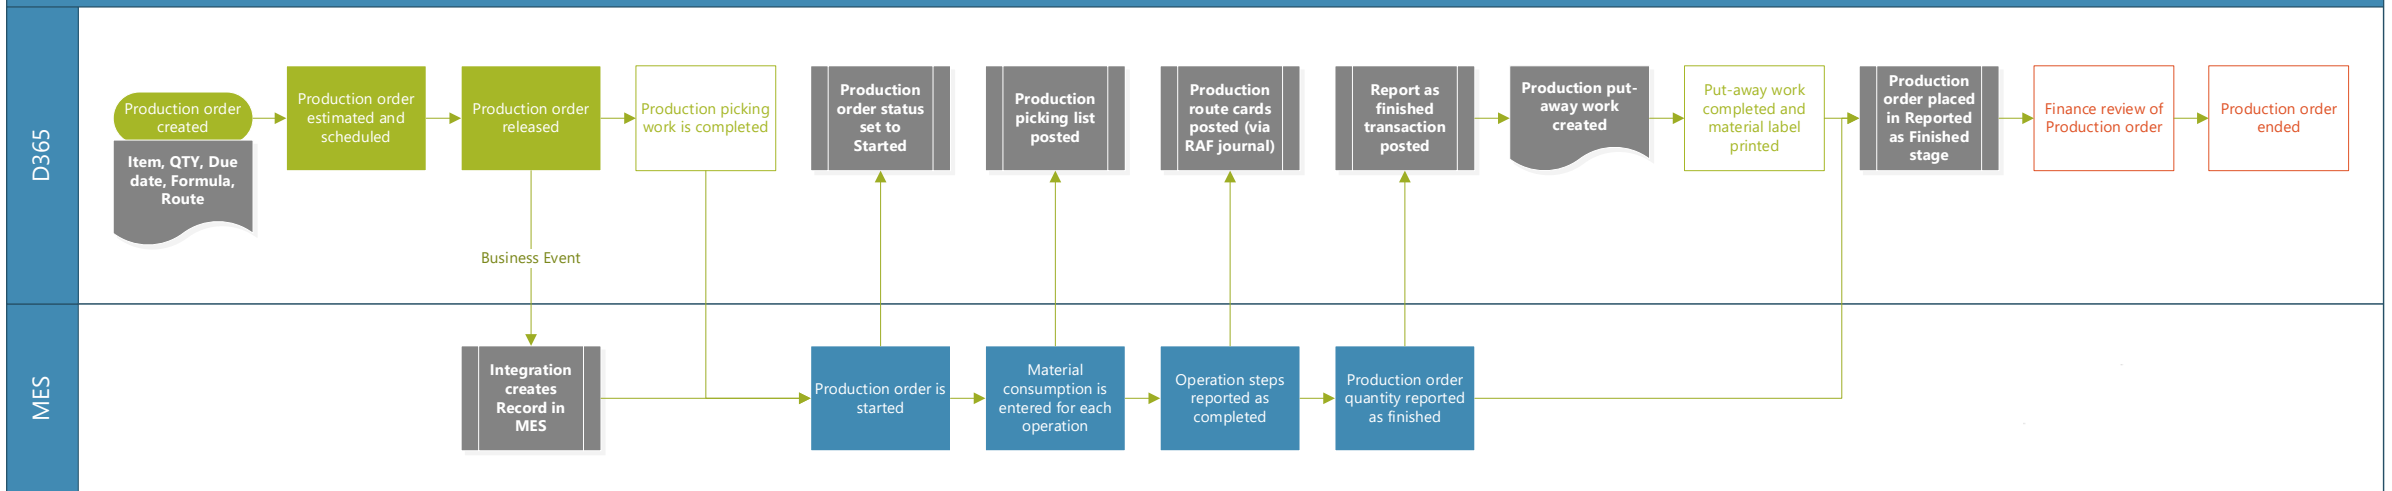 D365
Production order
created
Item, QTY, Due
date, Formula,
Route
Production order
estimated and
scheduled
Production order
released
Production picking
work is completed
Production
order status
set to
Started
Production
picking list
posted
Production
route cards
posted (via
RAF journal)
Report as
finished
transaction
posted
Production put-
away work
created
Put-away work
completed and
material label
printed
Production
order placed
in Reported
as Finished
stage
Finance review of
Production order
Production order
ended
Business Event
MES
Integration
creates
Record in
MES
Production order is
started
Material
consumption is
entered for each
operation
Operation steps
reported as
completed
Production order
quantity reported
as finished